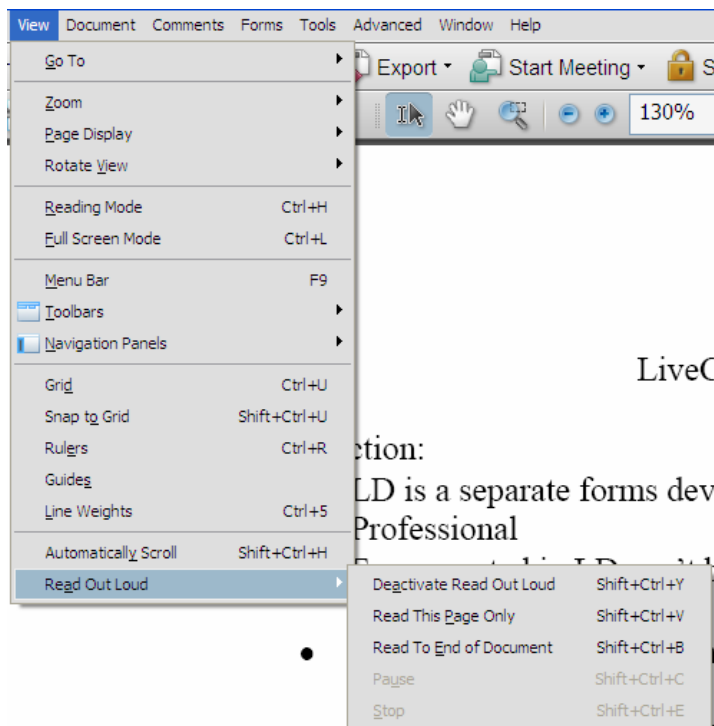 View Document Comments Forms Tools Advanced Window Help
Export Start Meeting S
130%
Go To
Zoom
Page Display
Rotate View
Reading Mode Ctrl+H
Full Screen Mode Ctrl+L
Menu Bar F9
Toolbars
Navigation Panels
Grid Ctrl+U
Snap to Grid Shift+Ctrl+U
Rulers Ctrl+R
Guides
Line Weights Ctrl+5
Automatically Scroll Shift+Ctrl+H
Read Out Loud
Deactivate Read Out Loud Shift+Ctrl+Y
Read This Page Only Shift+Ctrl+V
Read To End of Document Shift+Ctrl+B
Pause Shift+Ctrl+C
Stop Shift+Ctrl+E
LiveC
ction:
LD is a separate forms dev
Professional